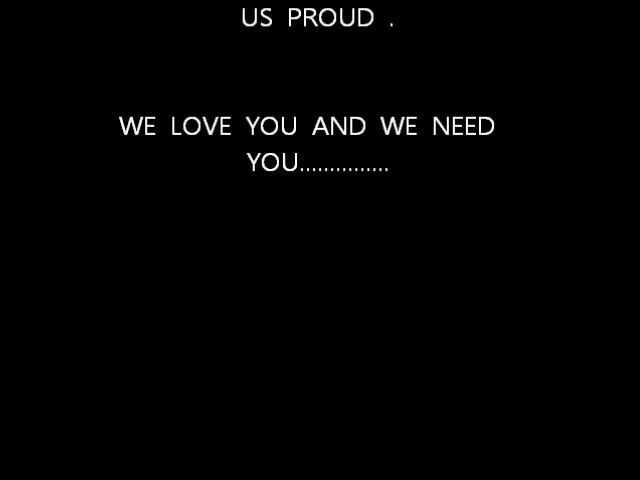 US PROUD .
WE LOVE YOU AND WE NEED
YOU...............